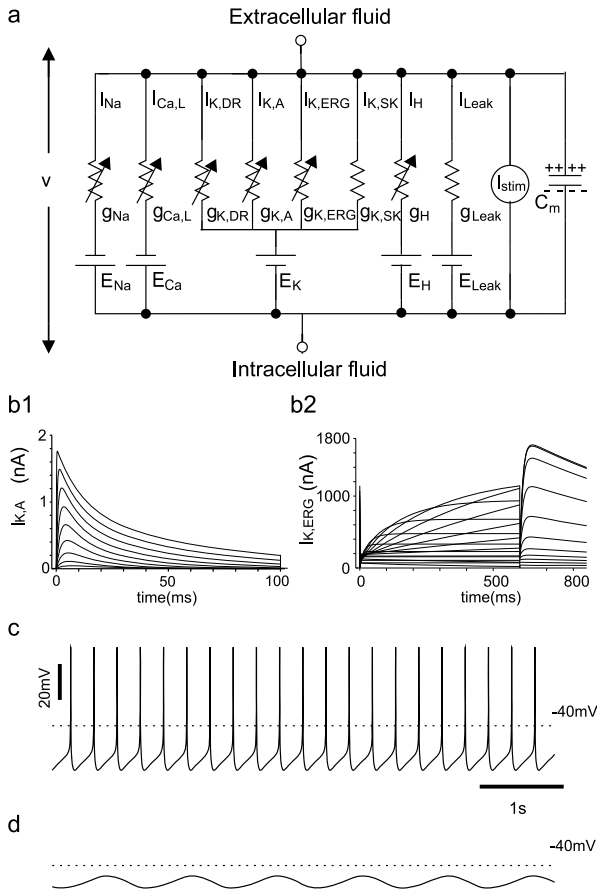 a
Extracellular fluid
I_Na I_Ca,L I_K,DR I_K,A I_K,ERG I_K,SK I_H I_Leak
v
I_stim
++ ++
- - - -
C_m
g_Na g_Ca,L g_K,DR g_K,A g_K,ERG g_K,SK g_H g_Leak
E_Na E_Ca E_K E_H E_Leak
Intracellular fluid
b1
I_K,A (nA)
2
1
0
0 50 100
time(ms)
b2
I_K,ERG (nA)
1800
1000
0
0 500 800
time(ms)
c
20mV
-40mV
1s
d
-40mV